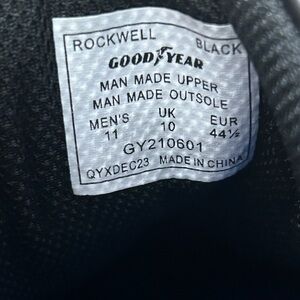 ROCKWELL BLACK
GOODYEAR
MAN MADE UPPER
MAN MADE OUTSOLE
MEN'S UK EUR
11 10 44½
GY210601
QYXDEC23 MADE IN CHINA